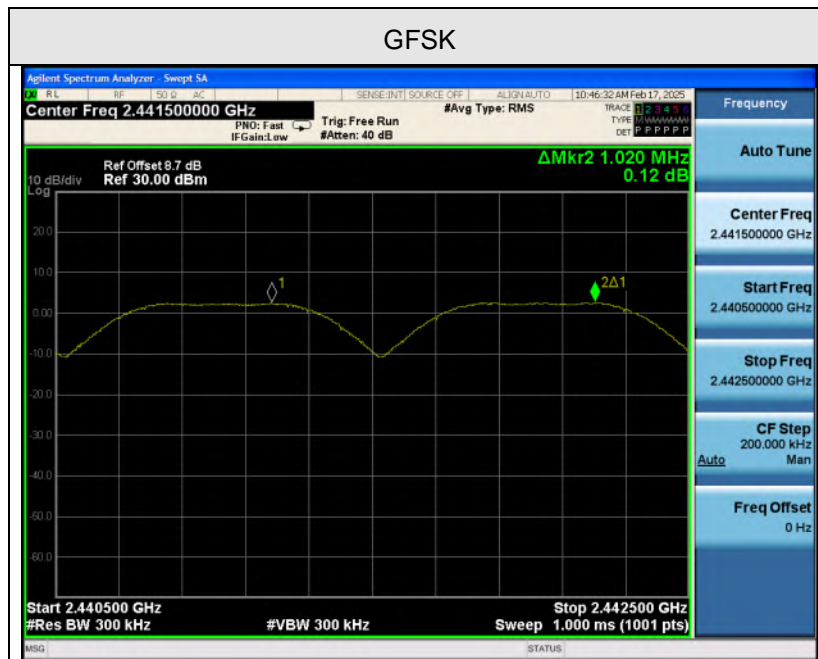 GFSK
Agilent Spectrum Analyzer - Swept SA
RL RF 50 Ω AC SENSE:INT SOURCE OFF ALIGN AUTO 10:46:32 AM Feb 17, 2025
Center Freq 2.441500000 GHz
PNO: Fast
IFGain:Low
Trig: Free Run
#Atten: 40 dB
#Avg Type: RMS
TRACE 1 2 3 4 5 6
TYPE M
DET P P P P P P
Frequency
Ref Offset 8.7 dB
10 dB/div Ref 30.00 dBm
Log
ΔMkr2 1.020 MHz
0.12 dB
20.0
10.0
0.00
-10.0
-20.0
-30.0
-40.0
-50.0
-60.0
1
2Δ1
Start 2.440500 GHz
Stop 2.442500 GHz
#Res BW 300 kHz #VBW 300 kHz Sweep 1.000 ms (1001 pts)
Auto Tune
Center Freq
2.441500000 GHz
Start Freq
2.440500000 GHz
Stop Freq
2.442500000 GHz
CF Step
200.000 kHz
Auto Man
Freq Offset
0 Hz
MSG STATUS